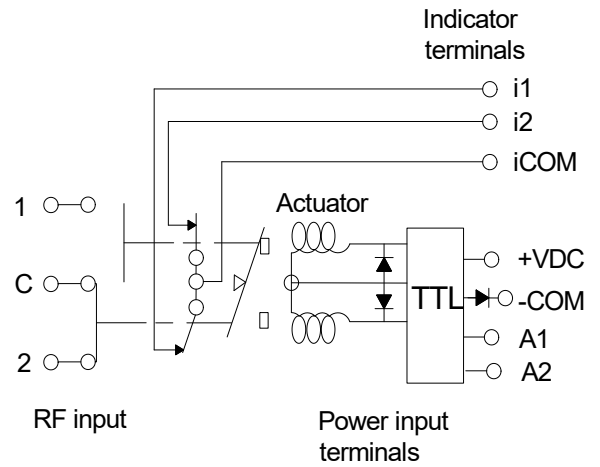 Indicator
terminals
i1
i2
iCOM
Actuator
1
C
2
+VDC
TTL
-COM
A1
A2
RF input
Power input
terminals